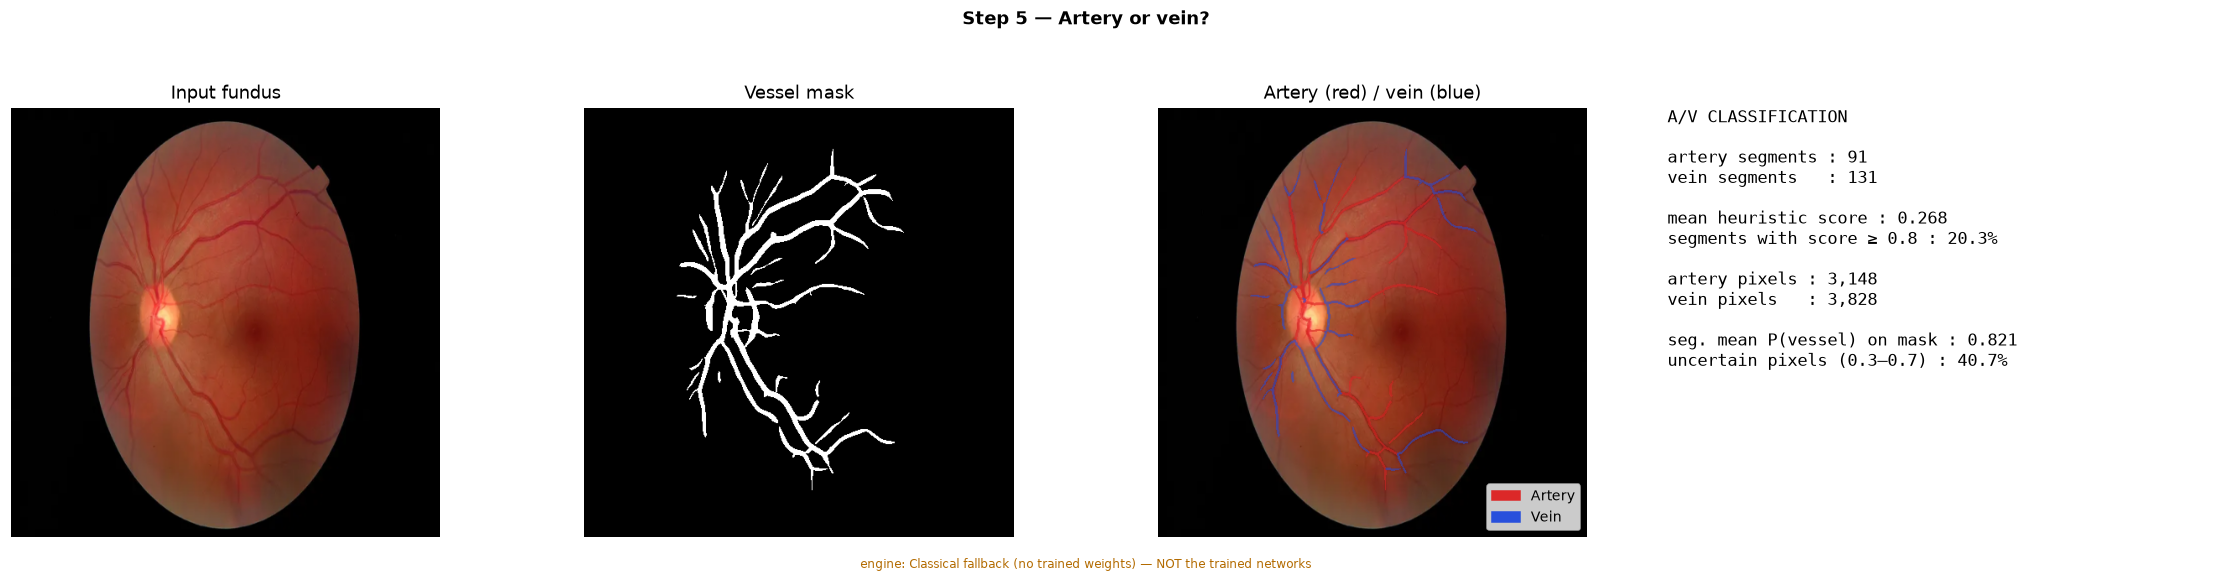 Step 5 — Artery or vein?
Input fundus
Vessel mask
Artery (red) / vein (blue)
A/V CLASSIFICATION
artery segments : 91
vein segments   : 131
mean heuristic score : 0.268
segments with score ≥ 0.8 : 20.3%
artery pixels : 3,148
vein pixels   : 3,828
seg. mean P(vessel) on mask : 0.821
uncertain pixels (0.3–0.7) : 40.7%
Artery
Vein
engine: Classical fallback (no trained weights) — NOT the trained networks